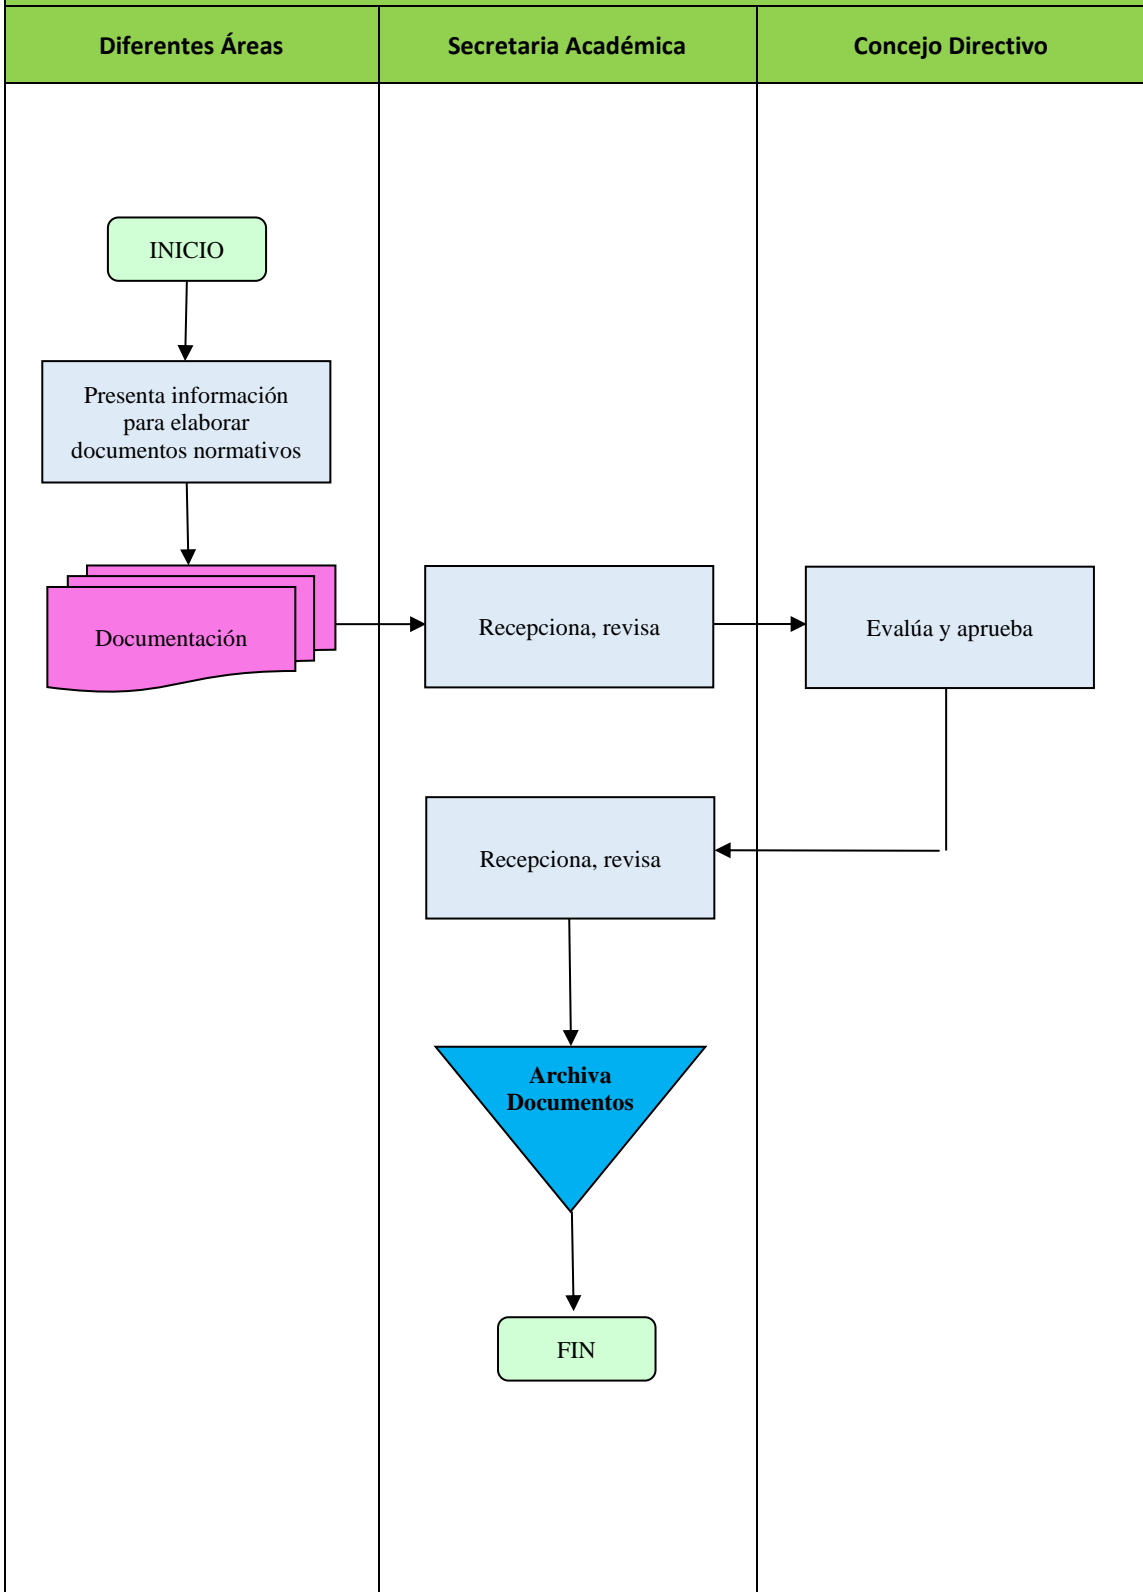 Diferentes Áreas
Secretaria Académica
Concejo Directivo
INICIO
Presenta información
para elaborar
documentos normativos
Documentación
Recepciona, revisa
Evalúa y aprueba
Recepciona, revisa
Archiva
Documentos
FIN